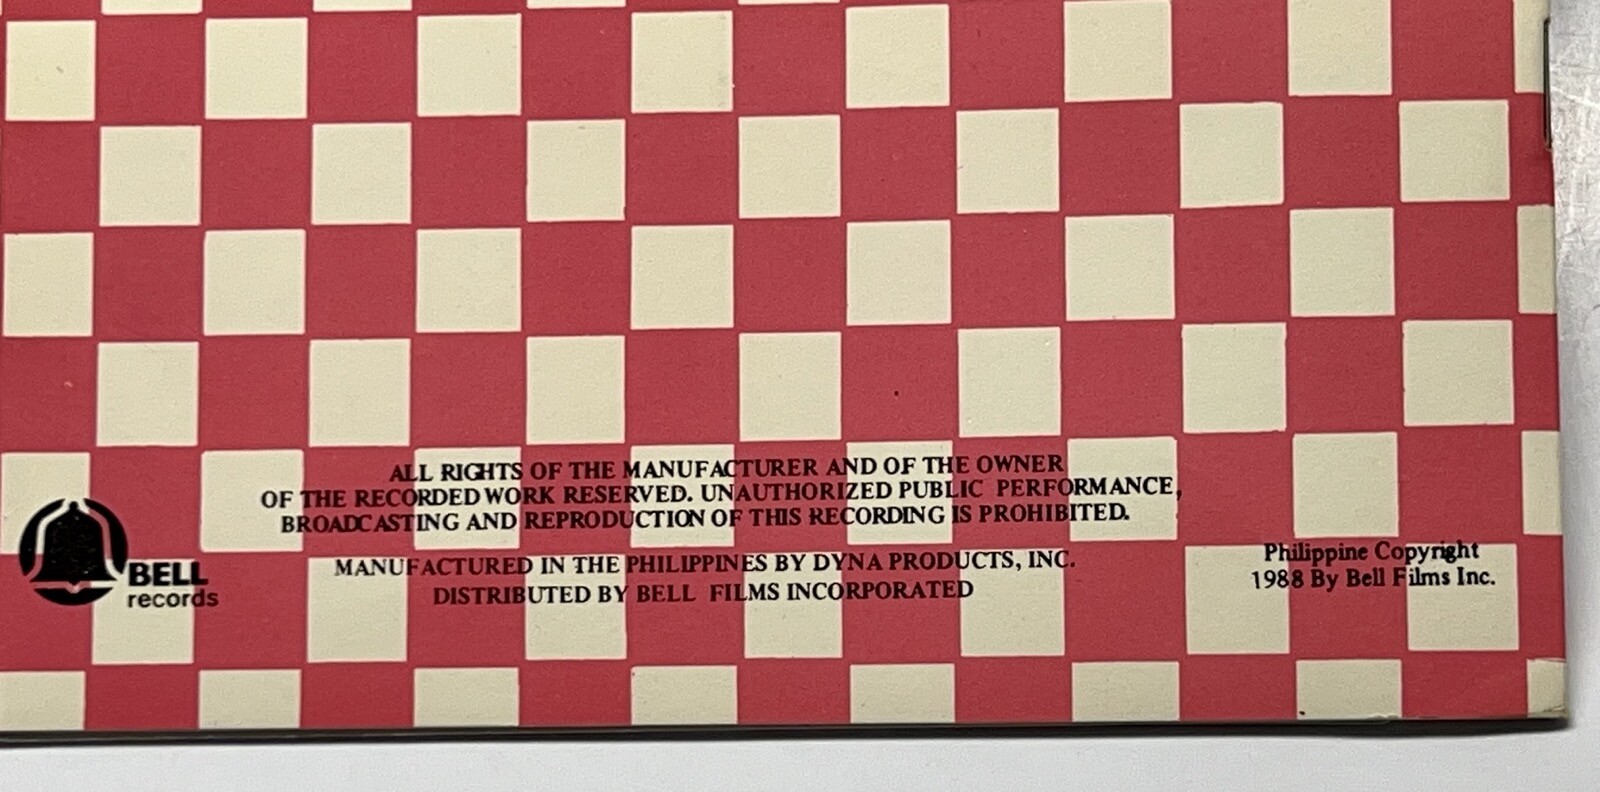 ALL RIGHTS OF THE MANUFACTURER AND OF THE OWNER
OF THE RECORDED WORK RESERVED. UNAUTHORIZED PUBLIC PERFORMANCE,
BROADCASTING AND REPRODUCTION OF THIS RECORDING IS PROHIBITED.
MANUFACTURED IN THE PHILIPPINES BY DYNA PRODUCTS, INC.
DISTRIBUTED BY BELL FILMS INCORPORATED
BELL
records
Philippine Copyright
1988 By Bell Films Inc.